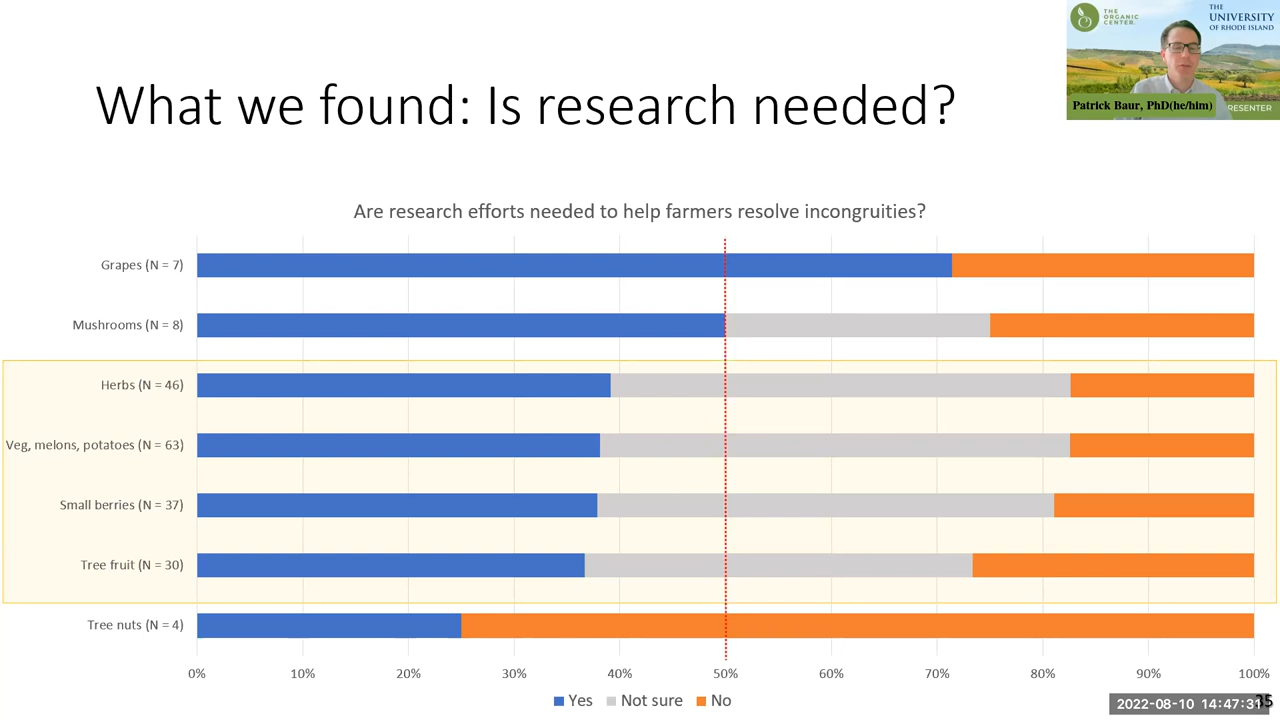 THE
ORGANIC
CENTER
THE
UNIVERSITY
OF RHODE ISLAND
Patrick Baur, PhD(he/him)
RESENTER
What we found: Is research needed?
Are research efforts needed to help farmers resolve incongruities?
Grapes (N = 7)
Mushrooms (N = 8)
Herbs (N = 46)
Veg, melons, potatoes (N = 63)
Small berries (N = 37)
Tree fruit (N = 30)
Tree nuts (N = 4)
0% 10% 20% 30% 40% 50% 60% 70% 80% 90% 100%
Yes Not sure No
2022-08-10 14:47:31
35